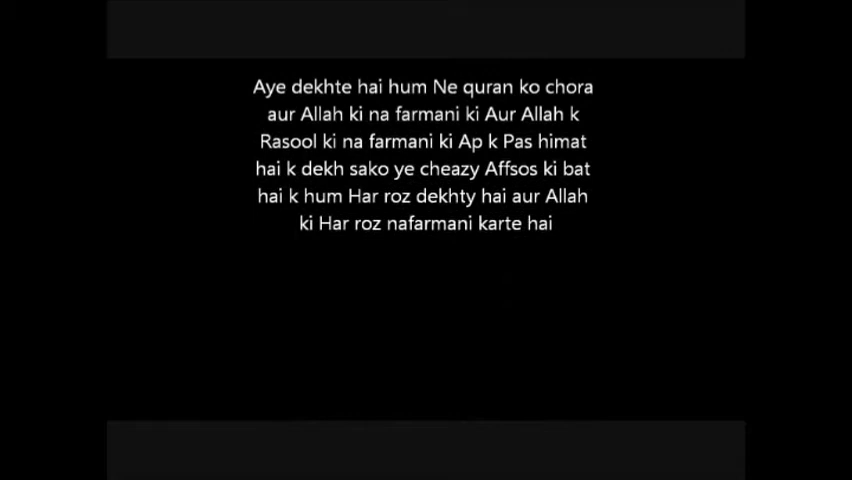 Aye dekhte hai hum Ne quran ko chora
aur Allah ki na farmani ki Aur Allah k
Rasool ki na farmani ki Ap k Pas himat
hai k dekh sako ye cheazy Affsos ki bat
hai k hum Har roz dekhty hai aur Allah
ki Har roz nafarmani karte hai